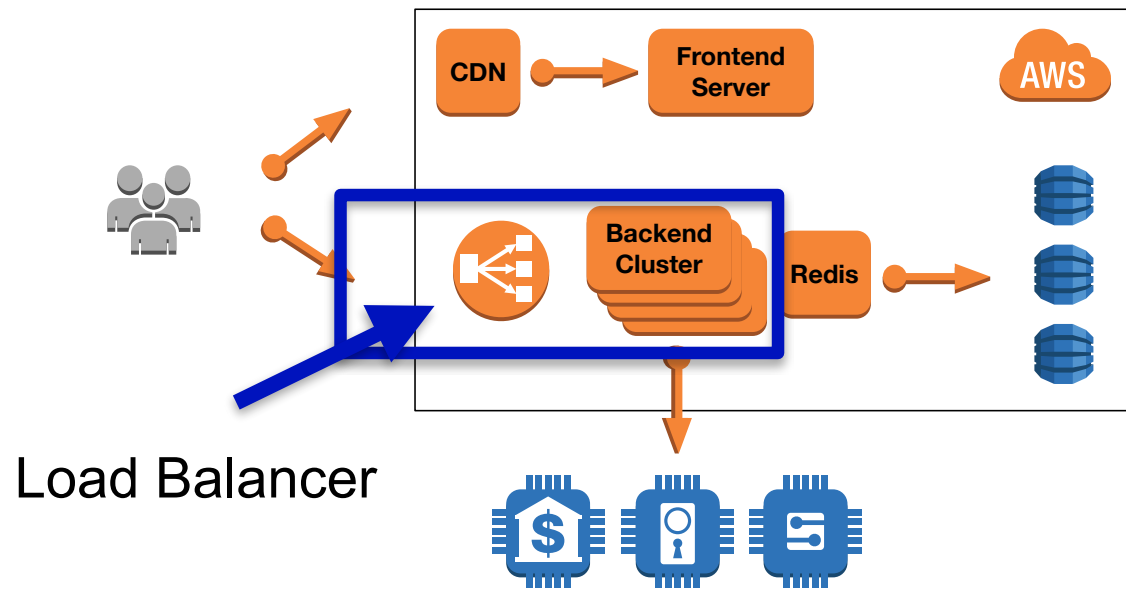 CDN
Frontend
Server
AWS
Backend
Cluster
Redis
Load Balancer
$